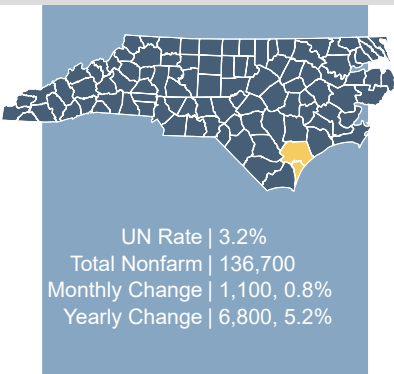 UN Rate | 3.2%
Total Nonfarm | 136,700
Monthly Change | 1,100, 0.8%
Yearly Change | 6,800, 5.2%